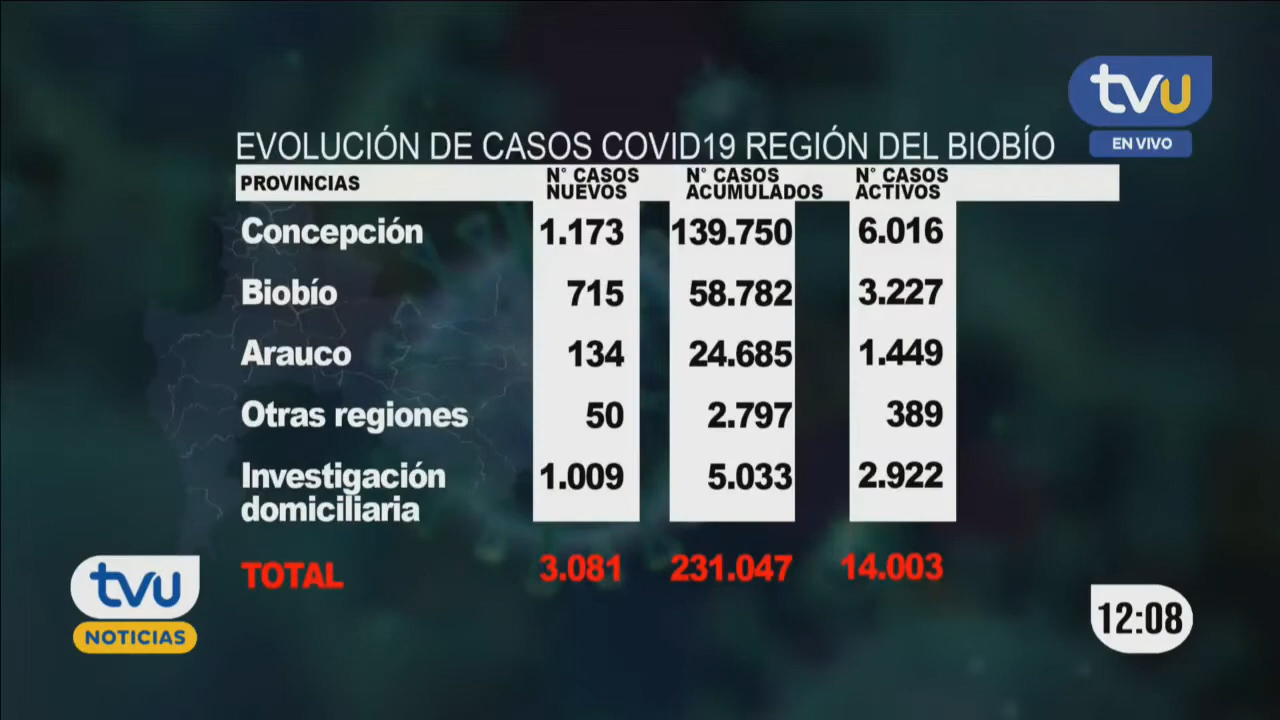 tvu
EN VIVO
EVOLUCIÓN DE CASOS COVID19 REGIÓN DEL BIOBÍO
PROVINCIAS N° CASOS NUEVOS N° CASOS ACUMULADOS N° CASOS ACTIVOS
Concepción 1.173 139.750 6.016
Biobío 715 58.782 3.227
Arauco 134 24.685 1.449
Otras regiones 50 2.797 389
Investigación domiciliaria 1.009 5.033 2.922
TOTAL 3.081 231.047 14.003
tvu
NOTICIAS
12:08